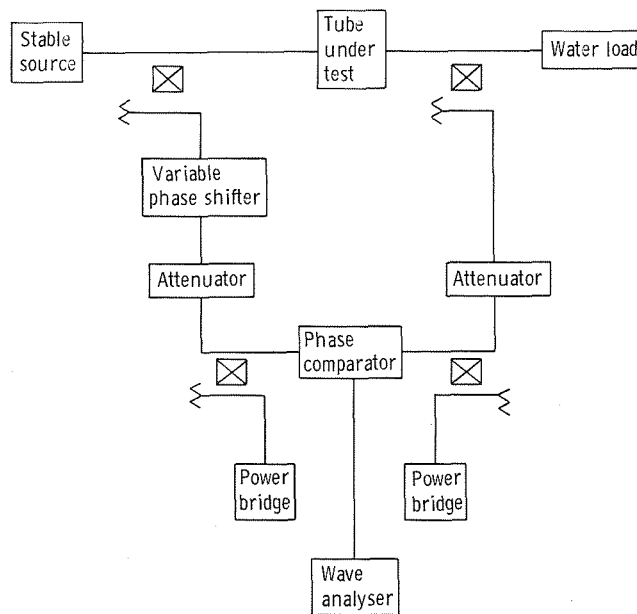 Stable
source
Tube
under
test
Water load
Variable
phase shifter
Attenuator
Attenuator
Phase
comparator
Power
bridge
Power
bridge
Wave
analyser